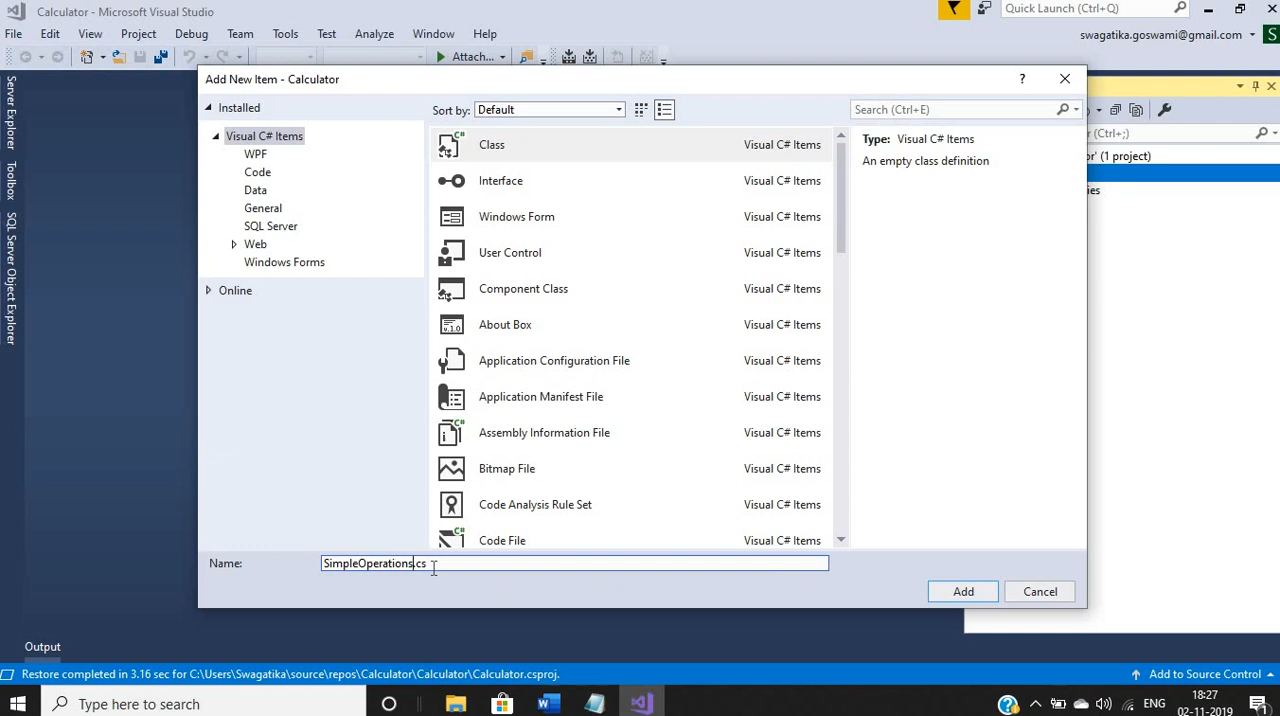 Calculator - Microsoft Visual Studio
Quick Launch (Ctrl+Q)
File Edit View Project Debug Team Tools Test Analyze Window Help
swagatika.goswami@gmail.com S
Attach...
Server Explorer
Toolbox
SQL Server Object Explorer
Add New Item - Calculator
?
Installed
Sort by: Default
Search (Ctrl+E)
Visual C# Items
WPF
Code
Data
General
SQL Server
Web
Windows Forms
Online
Class Visual C# Items
Interface Visual C# Items
Windows Form Visual C# Items
User Control Visual C# Items
Component Class Visual C# Items
About Box Visual C# Items
Application Configuration File Visual C# Items
Application Manifest File Visual C# Items
Assembly Information File Visual C# Items
Bitmap File Visual C# Items
Code Analysis Rule Set Visual C# Items
Code File Visual C# Items
Type: Visual C# Items
An empty class definition
(Ctrl+;)
or' (1 project)
ies
Name: SimpleOperations.cs
Add Cancel
Output
Restore completed in 3.16 sec for C:\Users\Swagatika\source\repos\Calculator\Calculator\Calculator.csproj.
Add to Source Control
Type here to search
ENG
18:27
02-11-2019